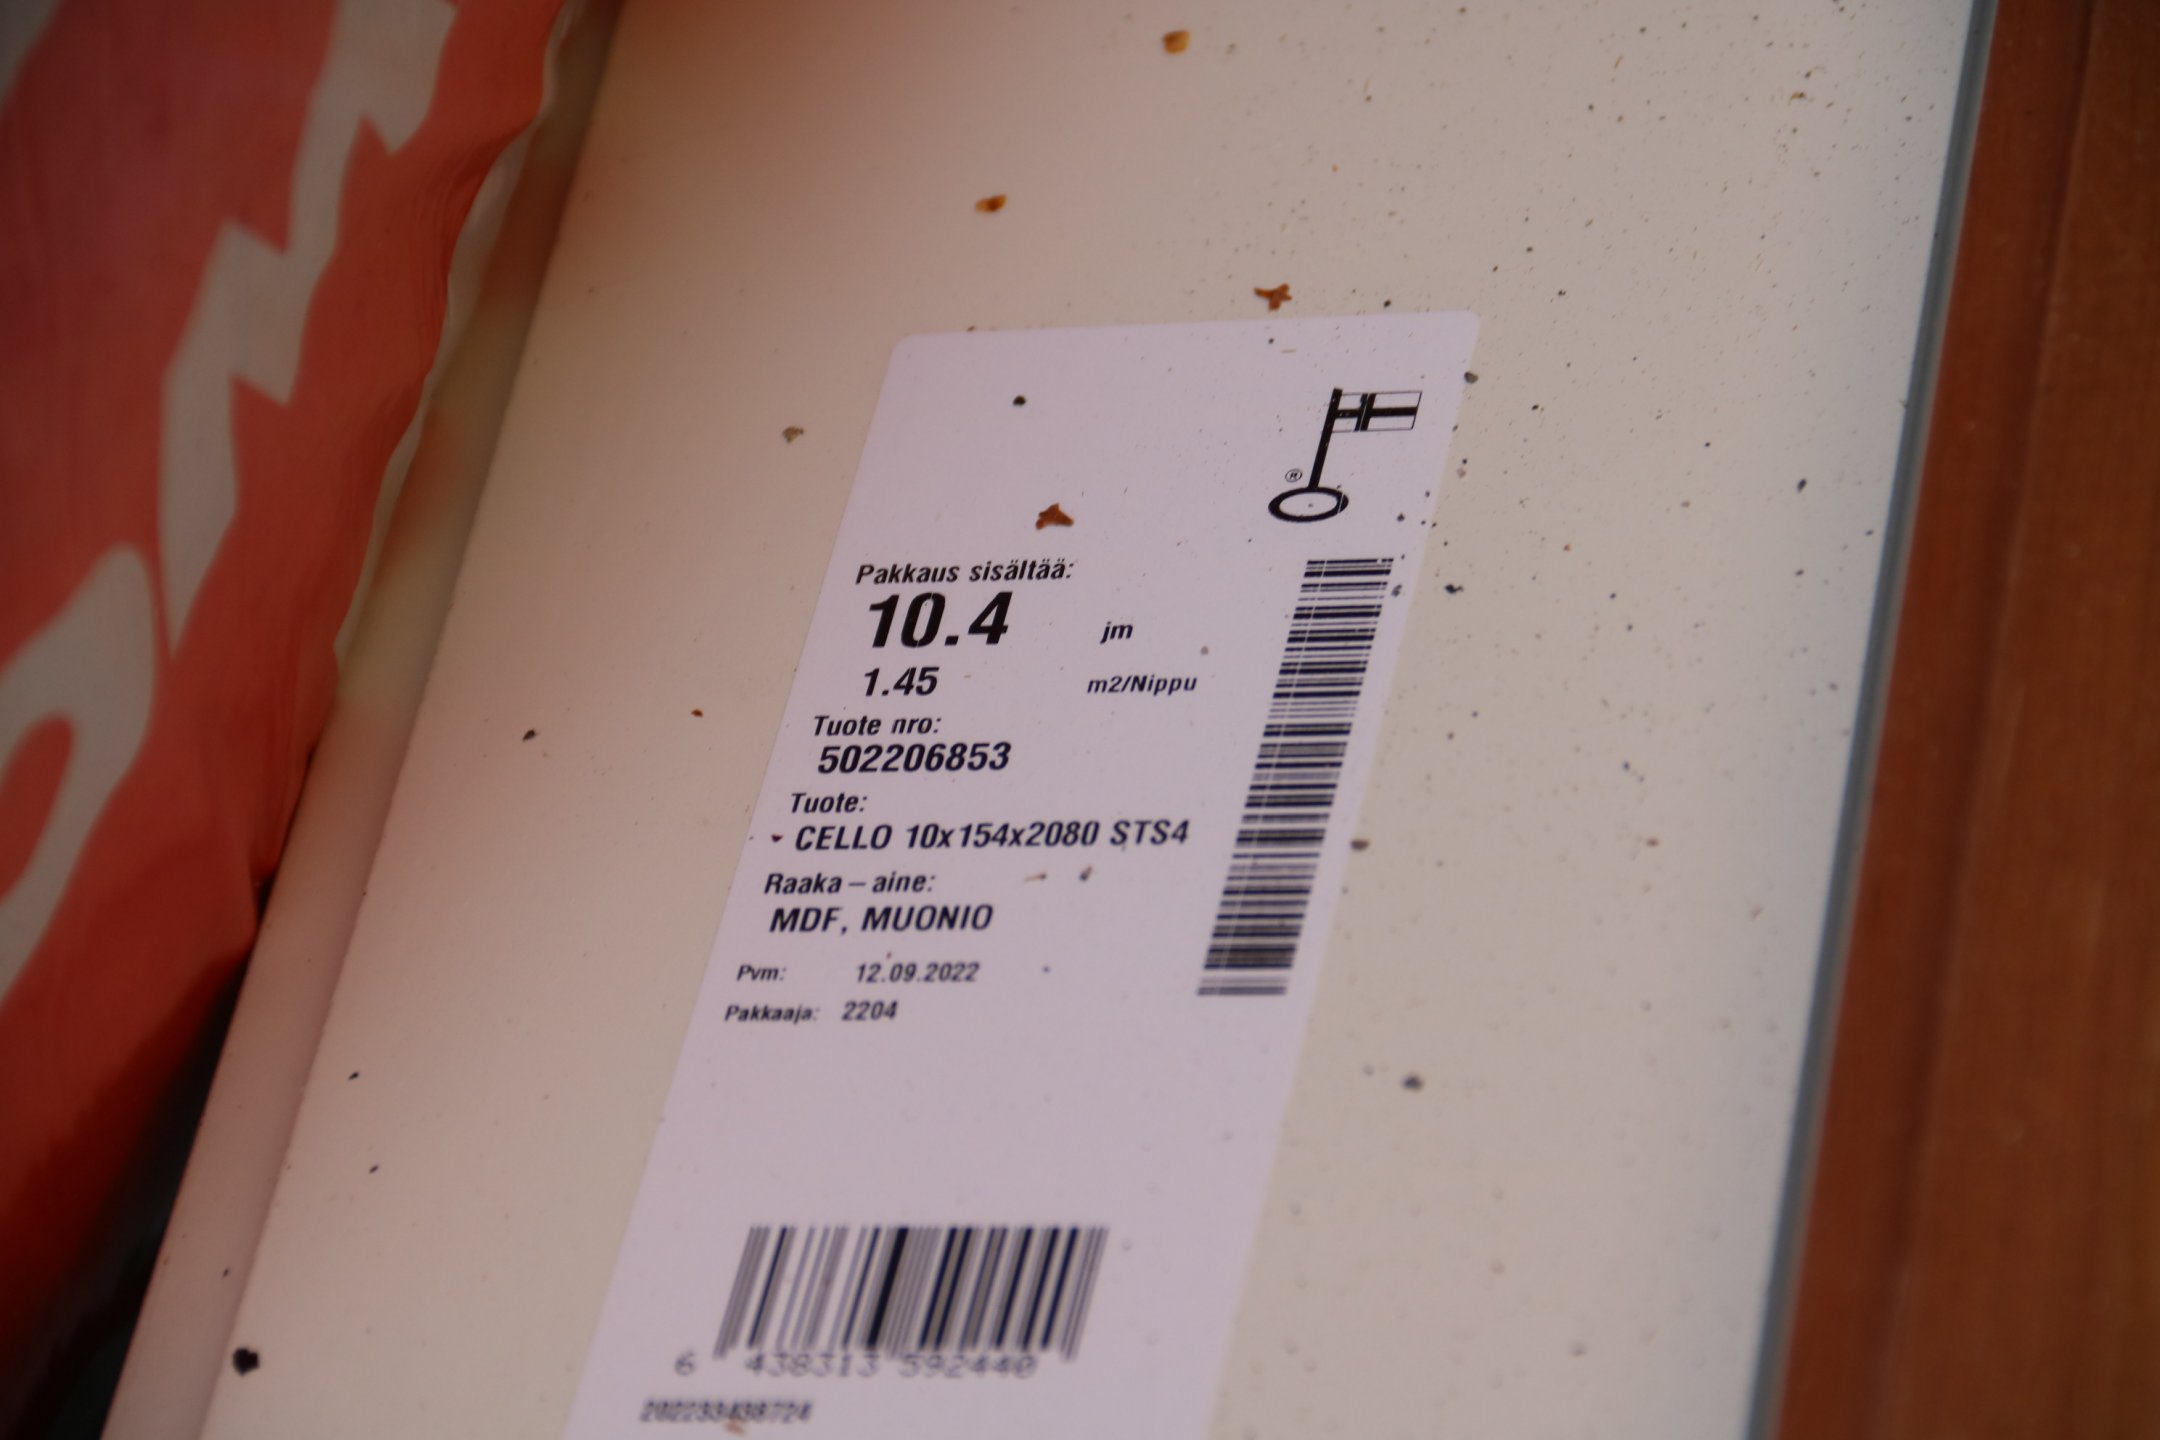 ®
Pakkaus sisältää:
10.4 jm
1.45 m2/Nippu
Tuote nro:
502206853
Tuote:
CELLO 10x154x2080 STS4
Raaka – aine:
MDF, MUONIO
Pvm: 12.09.2022
Pakkaaja: 2204
6 438313 592440